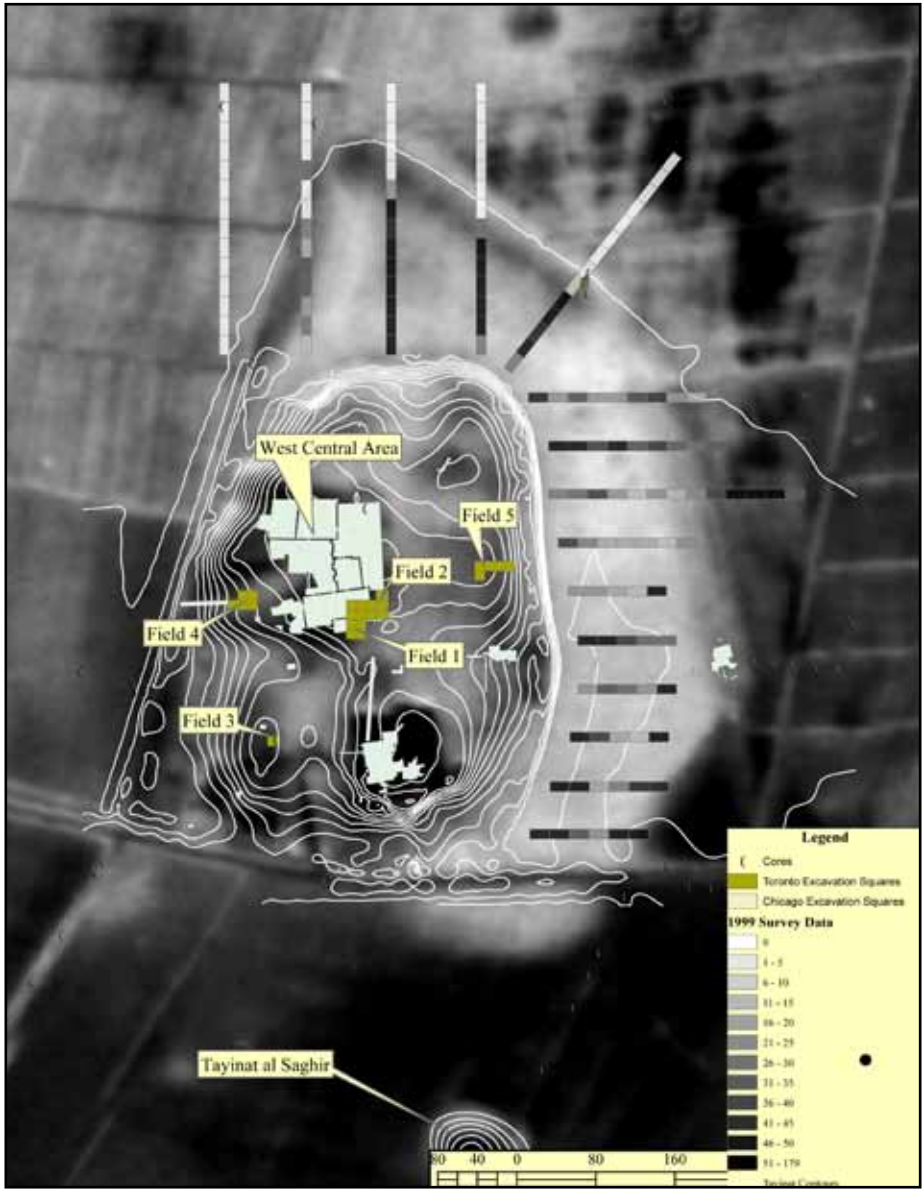 West Central Area
Field 5
Field 2
Field 4
Field 1
Field 3
Tayinat al Saghir
Legend
Cores
Toronto Excavation Squares
Chicago Excavation Squares
1999 Survey Data
0
1 - 5
6 - 10
11 - 15
16 - 20
21 - 25
26 - 30
31 - 35
36 - 40
41 - 45
46 - 50
51 - 170
Tayinat Contours
80 40 0 80 160